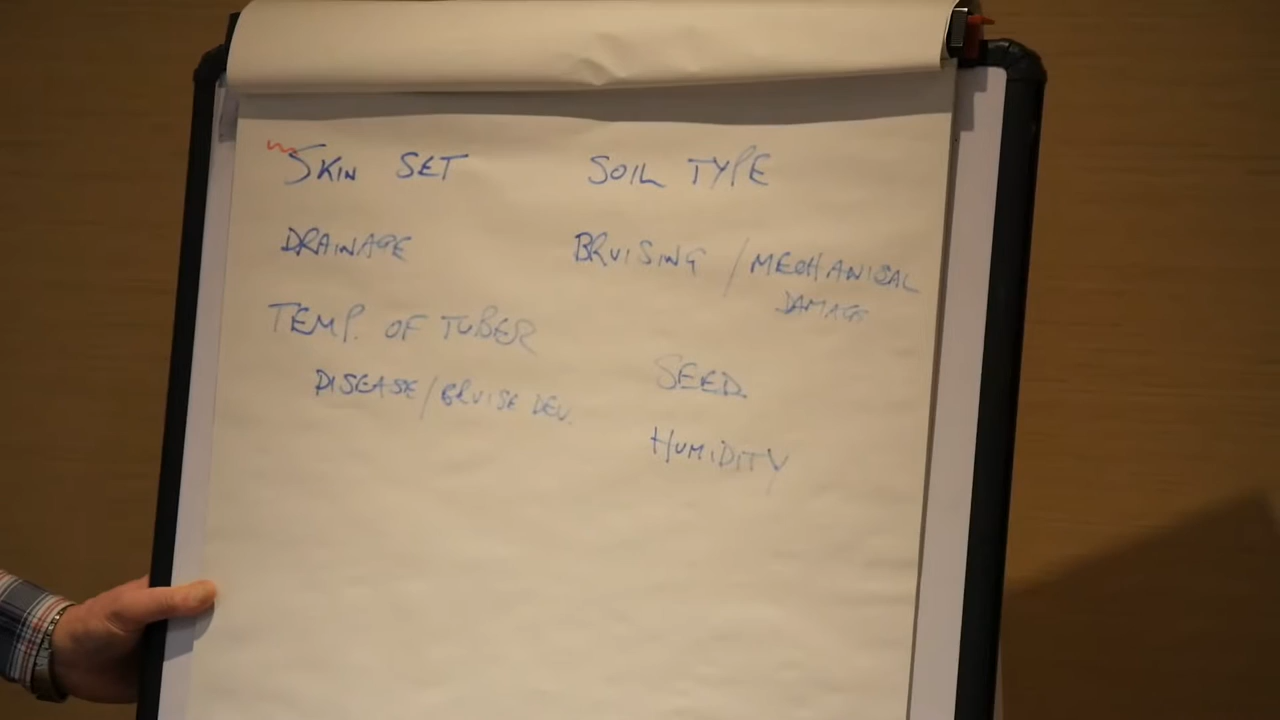 SKIN SET
SOIL TYPE
DRAINAGE
BRUISING / MECHANICAL
DAMAGE
TEMP. OF TUBER
DISEASE/BRUISE DEV.
SEED
HUMIDITY